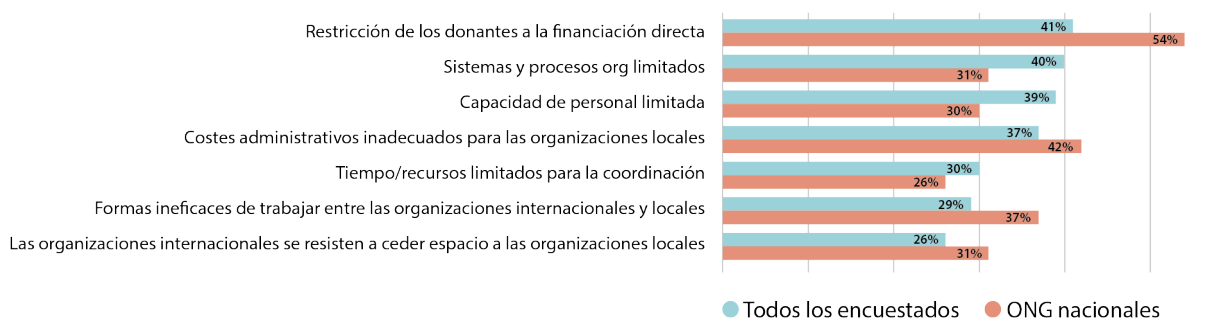 Restricción de los donantes a la financiación directa
41%
54%
Sistemas y procesos org limitados
40%
31%
Capacidad de personal limitada
39%
30%
Costes administrativos inadecuados para las organizaciones locales
37%
42%
Tiempo/recursos limitados para la coordinación
30%
26%
Formas ineficaces de trabajar entre las organizaciones internacionales y locales
29%
37%
Las organizaciones internacionales se resisten a ceder espacio a las organizaciones locales
26%
31%
Todos los encuestados
ONG nacionales